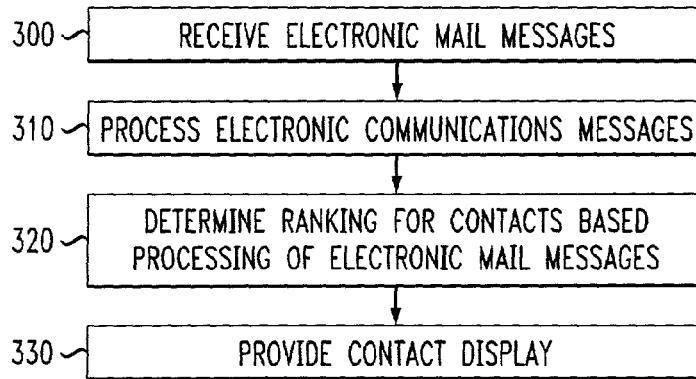 300 RECEIVE ELECTRONIC MAIL MESSAGES
310 PROCESS ELECTRONIC COMMUNICATIONS MESSAGES
320 DETERMINE RANKING FOR CONTACTS BASED
PROCESSING OF ELECTRONIC MAIL MESSAGES
330 PROVIDE CONTACT DISPLAY